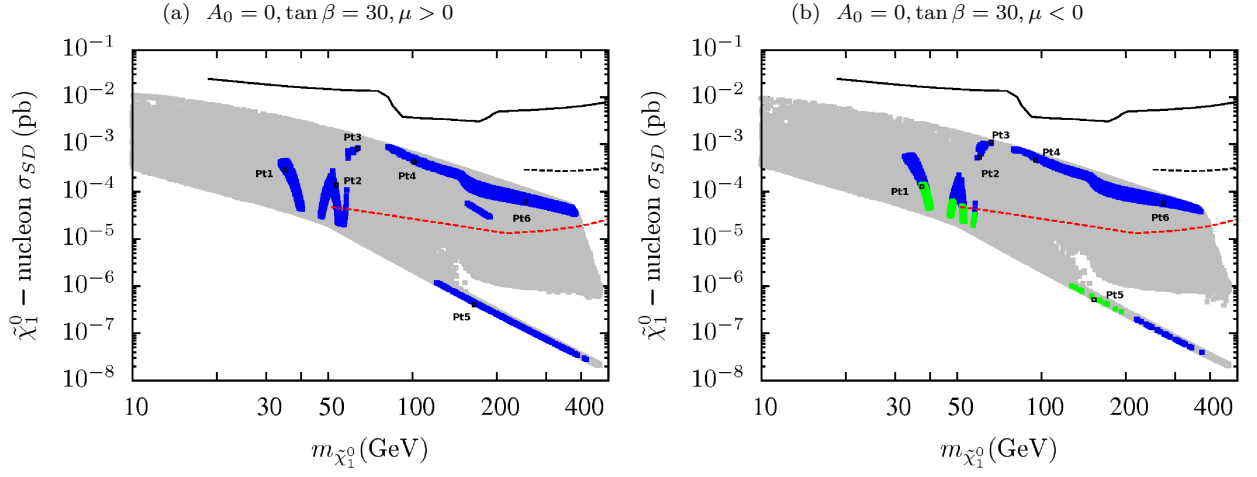 (a) A₀ = 0, tan β = 30, μ > 0
10⁻¹
10⁻²
10⁻³
10⁻⁴
10⁻⁵
10⁻⁶
10⁻⁷
10⁻⁸
χ̃₁⁰ − nucleon σ_SD (pb)
Pt3
Pt1
Pt2
Pt4
Pt6
Pt5
10 30 50 100 200 400
m_χ̃₁⁰ (GeV)
(b) A₀ = 0, tan β = 30, μ < 0
10⁻¹
10⁻²
10⁻³
10⁻⁴
10⁻⁵
10⁻⁶
10⁻⁷
10⁻⁸
χ̃₁⁰ − nucleon σ_SD (pb)
Pt3
Pt4
Pt2
Pt1
Pt6
Pt5
10 30 50 100 200 400
m_χ̃₁⁰ (GeV)